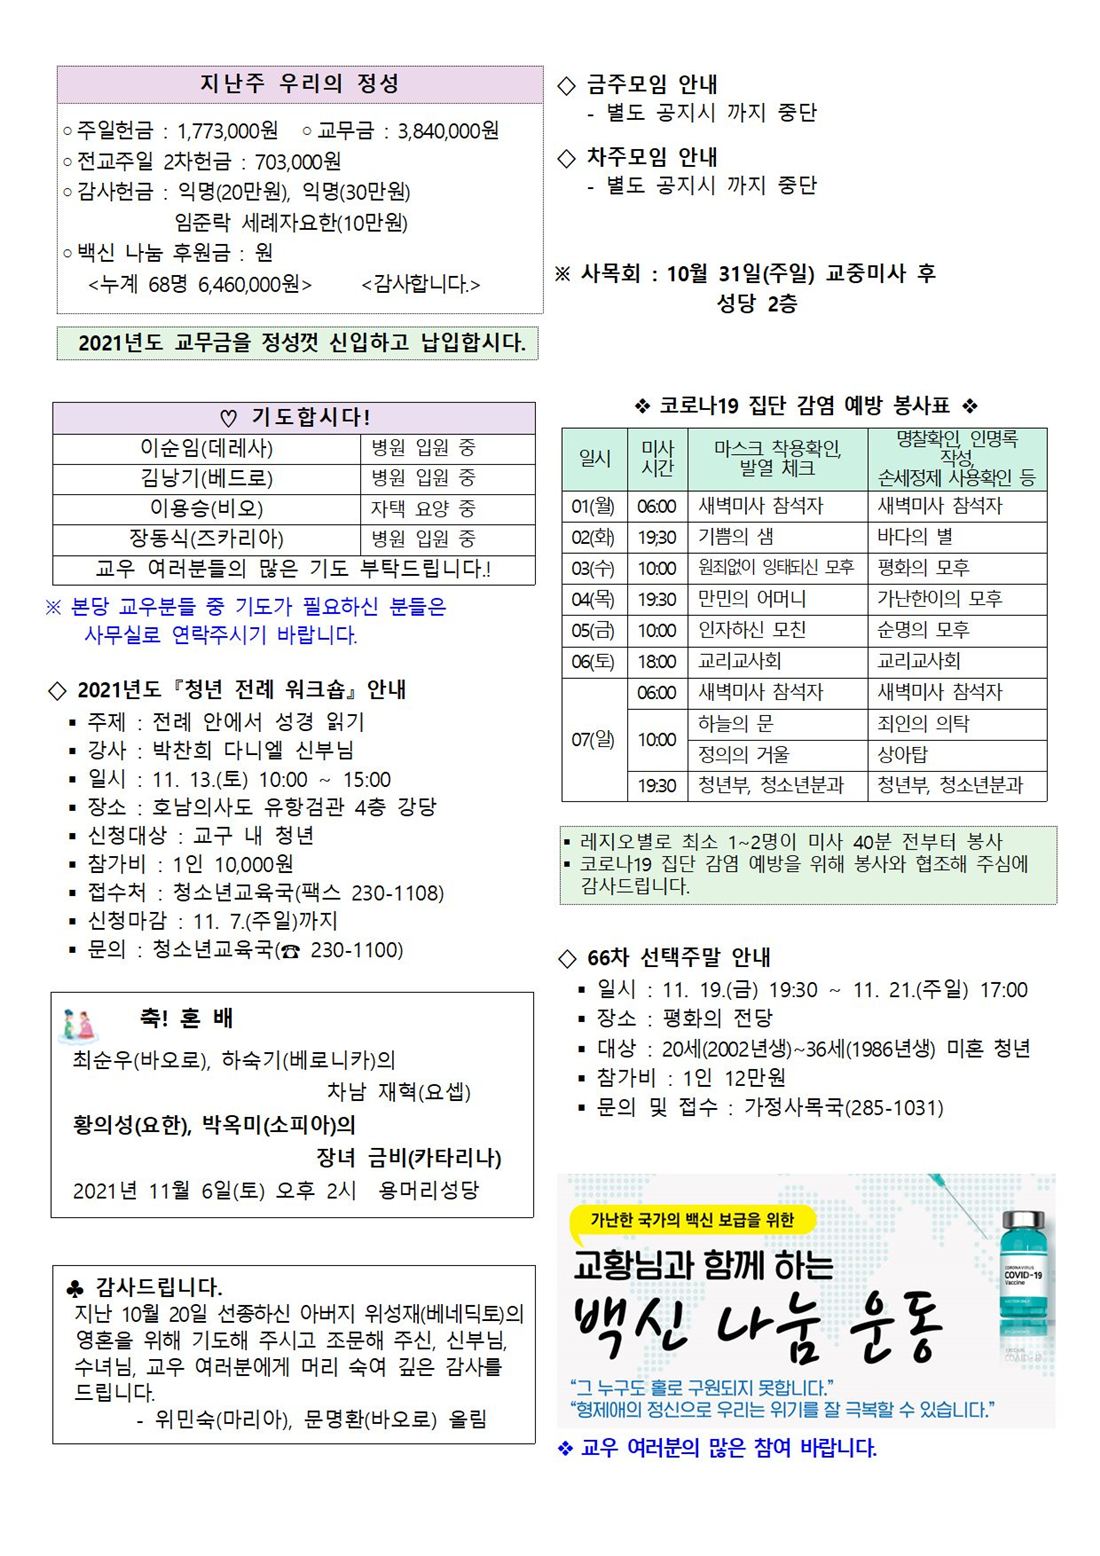 지난주 우리의 정성
○ 주일헌금 : 1,773,000원 ○ 교무금 : 3,840,000원
○ 전교주일 2차헌금 : 703,000원
○ 감사헌금 : 익명(20만원), 익명(30만원)
임준락 세례자요한(10만원)
○ 백신 나눔 후원금 : 원
<누계 68명 6,460,000원> <감사합니다.>
2021년도 교무금을 정성껏 신입하고 납입합시다.
♡ 기도합시다!
이순임(데레사) 병원 입원 중
김낭기(베드로) 병원 입원 중
이용승(비오) 자택 요양 중
장동식(즈카리아) 병원 입원 중
교우 여러분들의 많은 기도 부탁드립니다.!
※ 본당 교우분들 중 기도가 필요하신 분들은
사무실로 연락주시기 바랍니다.
◇ 2021년도 『청년 전례 워크숍』 안내
▪ 주제 : 전례 안에서 성경 읽기
▪ 강사 : 박찬희 다니엘 신부님
▪ 일시 : 11. 13.(토) 10:00 ~ 15:00
▪ 장소 : 호남의사도 유항검관 4층 강당
▪ 신청대상 : 교구 내 청년
▪ 참가비 : 1인 10,000원
▪ 접수처 : 청소년교육국(팩스 230-1108)
▪ 신청마감 : 11. 7.(주일)까지
▪ 문의 : 청소년교육국(☎ 230-1100)
축! 혼 배
최순우(바오로), 하숙기(베로니카)의
차남 재혁(요셉)
황의성(요한), 박옥미(소피아)의
장녀 금비(카타리나)
2021년 11월 6일(토) 오후 2시 용머리성당
♣ 감사드립니다.
지난 10월 20일 선종하신 아버지 위성재(베네딕토)의
영혼을 위해 기도해 주시고 조문해 주신, 신부님,
수녀님, 교우 여러분에게 머리 숙여 깊은 감사를
드립니다.
- 위민숙(마리아), 문명환(바오로) 올림
◇ 금주모임 안내
- 별도 공지시 까지 중단
◇ 차주모임 안내
- 별도 공지시 까지 중단
※ 사목회 : 10월 31일(주일) 교중미사 후
성당 2층
❖ 코로나19 집단 감염 예방 봉사표 ❖
일시 미사 시간 마스크 착용확인, 발열 체크 명찰확인, 인명록 작성, 손세정제 사용확인 등
01(월) 06:00 새벽미사 참석자 새벽미사 참석자
02(화) 19;30 기쁨의 샘 바다의 별
03(수) 10:00 원죄없이 잉태되신 모후 평화의 모후
04(목) 19:30 만민의 어머니 가난한이의 모후
05(금) 10:00 인자하신 모친 순명의 모후
06(토) 18:00 교리교사회 교리교사회
07(일) 06:00 새벽미사 참석자 새벽미사 참석자
10:00 하늘의 문 죄인의 의탁
정의의 거울 상아탑
19:30 청년부, 청소년분과 청년부, 청소년분과
▪ 레지오별로 최소 1~2명이 미사 40분 전부터 봉사
▪ 코로나19 집단 감염 예방을 위해 봉사와 협조해 주심에
감사드립니다.
◇ 66차 선택주말 안내
▪ 일시 : 11. 19.(금) 19:30 ~ 11. 21.(주일) 17:00
▪ 장소 : 평화의 전당
▪ 대상 : 20세(2002년생)~36세(1986년생) 미혼 청년
▪ 참가비 : 1인 12만원
▪ 문의 및 접수 : 가정사목국(285-1031)
가난한 국가의 백신 보급을 위한
교황님과 함께 하는
백신 나눔 운동
CORONAVIRUS
COVID-19
Vaccine
“그 누구도 홀로 구원되지 못합니다.”
“형제애의 정신으로 우리는 위기를 잘 극복할 수 있습니다.”
❖ 교우 여러분의 많은 참여 바랍니다.